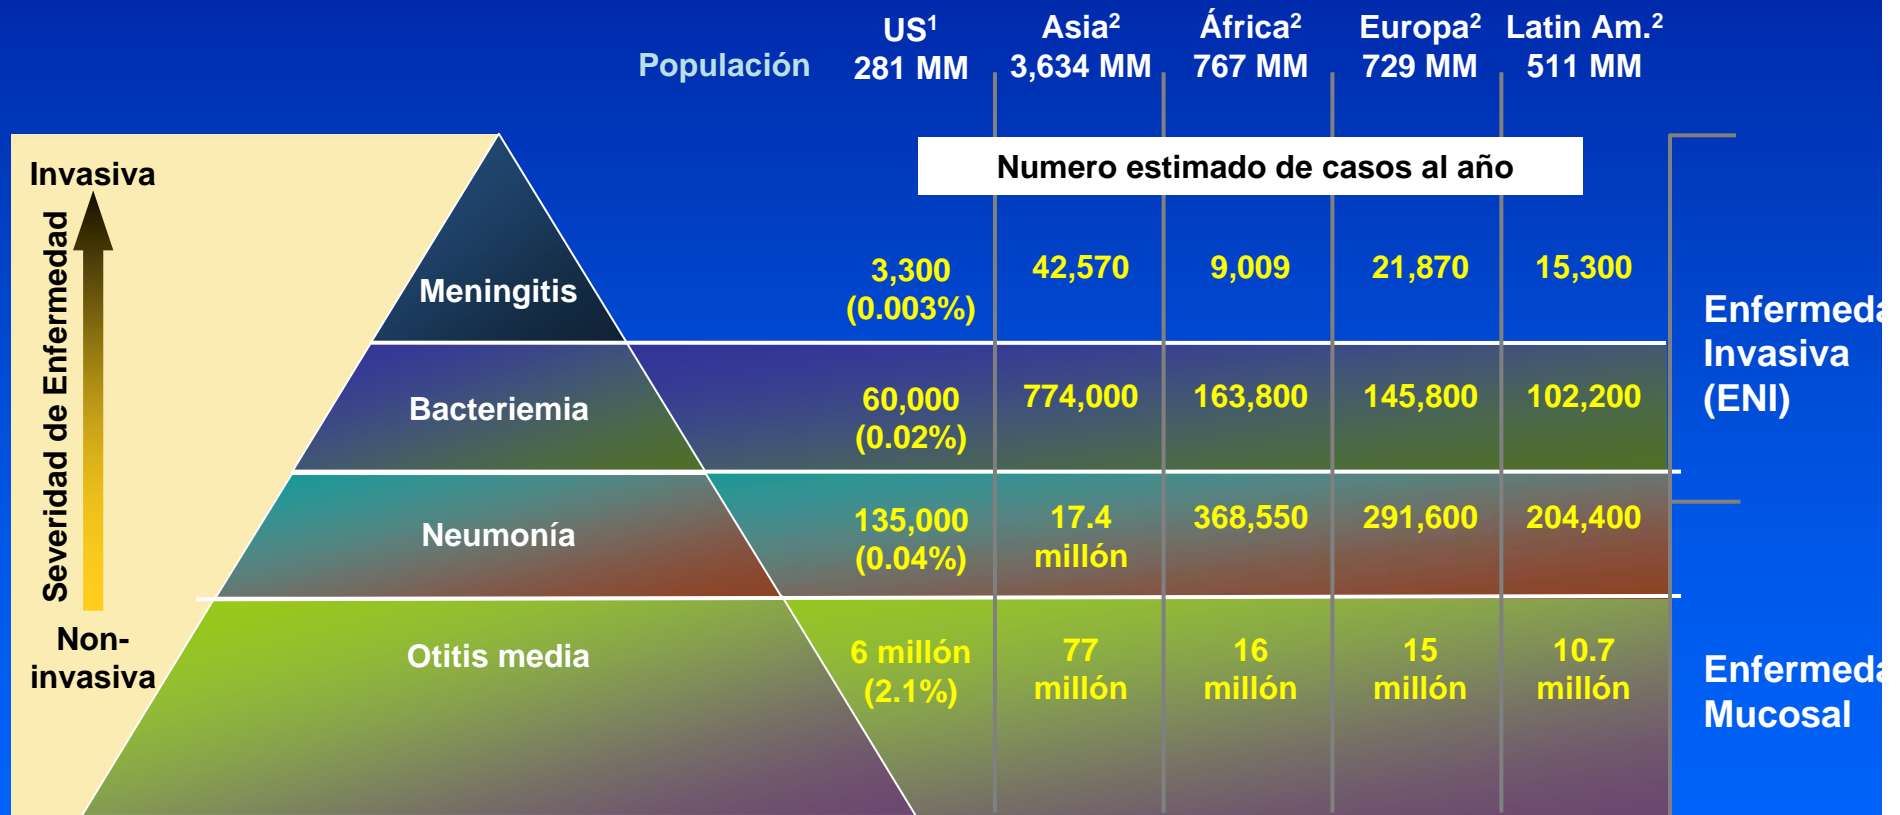 US¹ Asia² África² Europa² Latin Am.²
Populación 281 MM 3,634 MM 767 MM 729 MM 511 MM
Numero estimado de casos al año
Invasiva
Severidad de Enfermedad
Non-
invasiva
Meningitis
3,300 42,570 9,009 21,870 15,300
(0.003%)
Bacteriemia
60,000 774,000 163,800 145,800 102,200
(0.02%)
Neumonía
135,000 17.4 368,550 291,600 204,400
(0.04%) millón
Otitis media
6 millón 77 16 15 10.7
(2.1%) millón millón millón millón
Enfermeda
Invasiva
(ENI)
Enfermeda
Mucosal